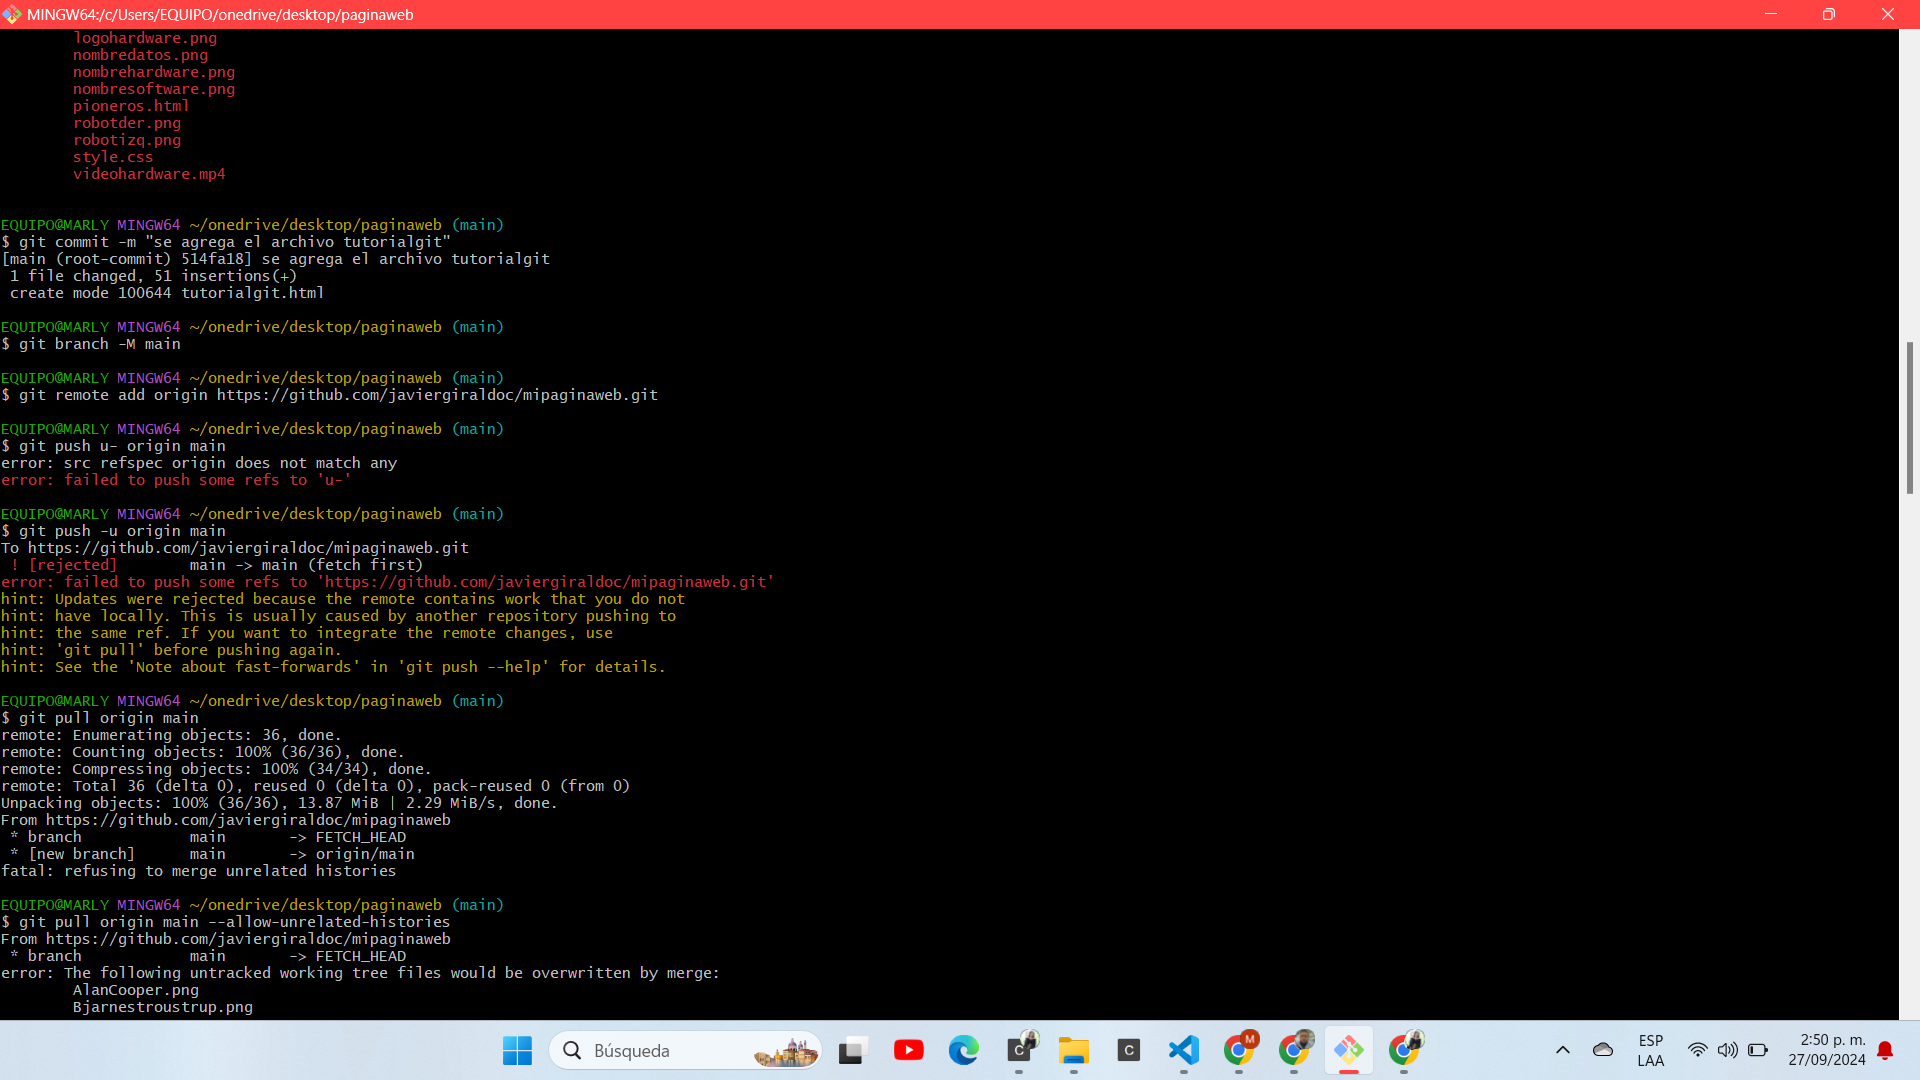 MINGW64:/c/Users/EQUIPO/onedrive/desktop/paginaweb
logohardware.png
nombredatos.png
nombrehardware.png
nombresoftware.png
pioneros.html
robotder.png
robotizq.png
style.css
videohardware.mp4
EQUIPO@MARLY MINGW64 ~/onedrive/desktop/paginaweb (main)
$ git commit -m "se agrega el archivo tutorialgit"
[main (root-commit) 514fa18] se agrega el archivo tutorialgit
1 file changed, 51 insertions(+)
create mode 100644 tutorialgit.html
EQUIPO@MARLY MINGW64 ~/onedrive/desktop/paginaweb (main)
$ git branch -M main
EQUIPO@MARLY MINGW64 ~/onedrive/desktop/paginaweb (main)
$ git remote add origin https://github.com/javiergiraldoc/mipaginaweb.git
EQUIPO@MARLY MINGW64 ~/onedrive/desktop/paginaweb (main)
$ git push u- origin main
error: src refspec origin does not match any
error: failed to push some refs to 'u-'
EQUIPO@MARLY MINGW64 ~/onedrive/desktop/paginaweb (main)
$ git push -u origin main
To https://github.com/javiergiraldoc/mipaginaweb.git
! [rejected]        main -> main (fetch first)
error: failed to push some refs to 'https://github.com/javiergiraldoc/mipaginaweb.git'
hint: Updates were rejected because the remote contains work that you do not
hint: have locally. This is usually caused by another repository pushing to
hint: the same ref. If you want to integrate the remote changes, use
hint: 'git pull' before pushing again.
hint: See the 'Note about fast-forwards' in 'git push --help' for details.
EQUIPO@MARLY MINGW64 ~/onedrive/desktop/paginaweb (main)
$ git pull origin main
remote: Enumerating objects: 36, done.
remote: Counting objects: 100% (36/36), done.
remote: Compressing objects: 100% (34/34), done.
remote: Total 36 (delta 0), reused 0 (delta 0), pack-reused 0 (from 0)
Unpacking objects: 100% (36/36), 13.87 MiB | 2.29 MiB/s, done.
From https://github.com/javiergiraldoc/mipaginaweb
* branch            main       -> FETCH_HEAD
* [new branch]      main       -> origin/main
fatal: refusing to merge unrelated histories
EQUIPO@MARLY MINGW64 ~/onedrive/desktop/paginaweb (main)
$ git pull origin main --allow-unrelated-histories
From https://github.com/javiergiraldoc/mipaginaweb
* branch            main       -> FETCH_HEAD
error: The following untracked working tree files would be overwritten by merge:
AlanCooper.png
Bjarnestroustrup.png
Búsqueda
C
C
M
ESP
LAA
2:50 p. m.
27/09/2024